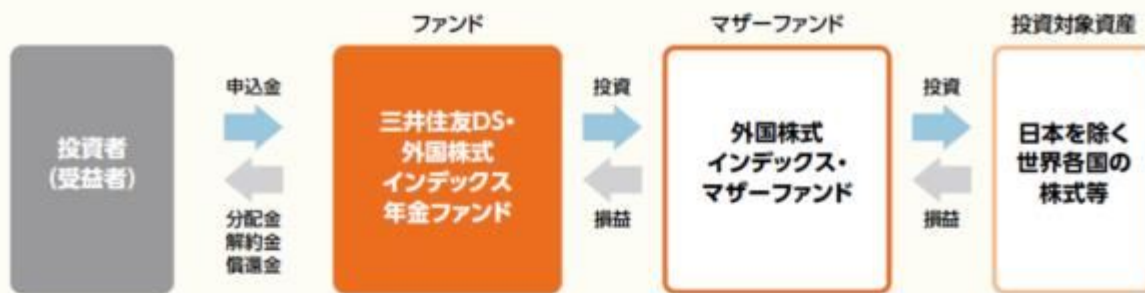 ファンド
マザーファンド
投資対象資産
投資者
(受益者)
申込金
分配金
解約金
償還金
三井住友DS・
外国株式
インデックス
年金ファンド
投資
損益
外国株式
インデックス・
マザーファンド
投資
損益
日本を除く
世界各国の
株式等